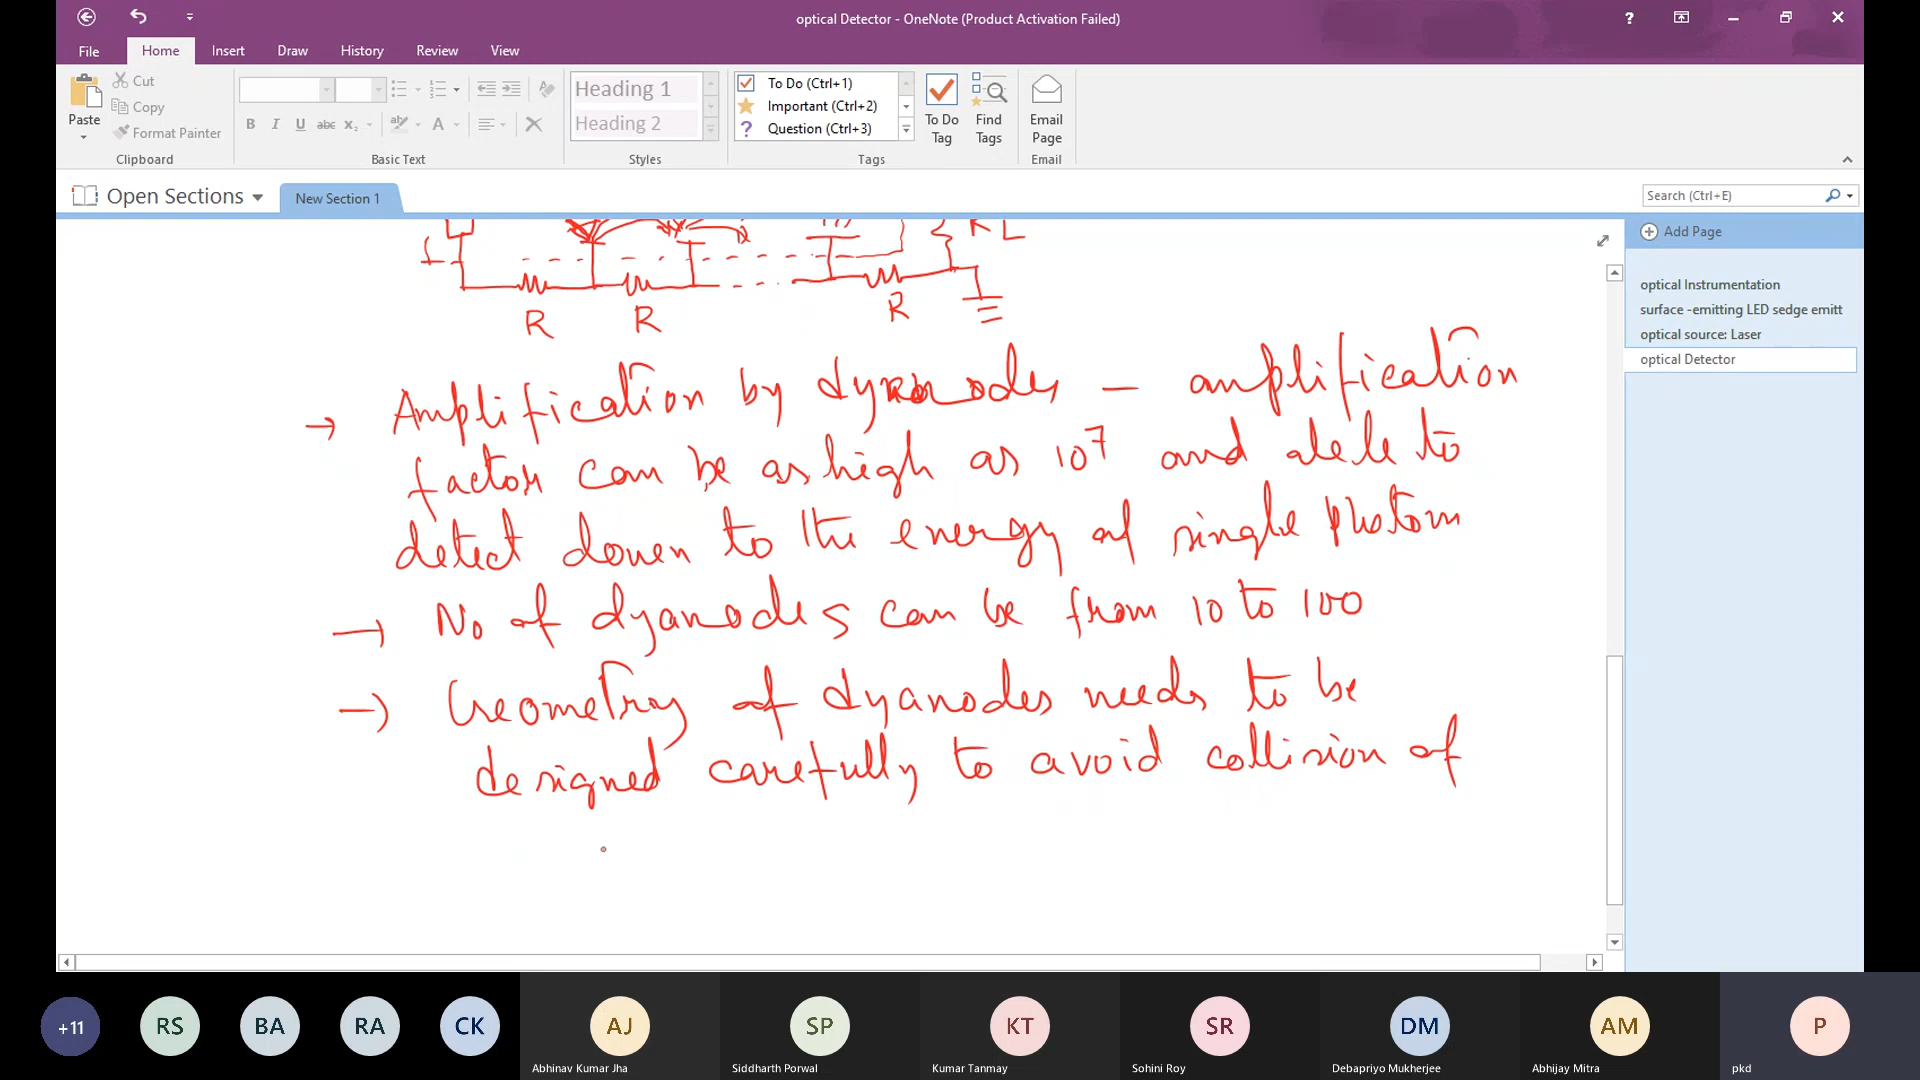 optical Detector - OneNote (Product Activation Failed)
File Home Insert Draw History Review View
Paste
Cut
Copy
Format Painter
Clipboard
Basic Text
Heading 1
Heading 2
Styles
To Do (Ctrl+1)
Important (Ctrl+2)
Question (Ctrl+3)
To Do Tag
Find Tags
Tags
Email Page
Email
Open Sections
New Section 1
Search (Ctrl+E)
Add Page
optical Instrumentation
surface -emitting LED sedge emitt
optical source: Laser
optical Detector
RL
R R R
→ Amplification by dynodes — amplification
factor can be as high as 10⁷ and able to
detect down to the energy of single photon
→ No of dyanodes can be from 10 to 100
→ Geometry of dyanodes needs to be
designed carefully to avoid collision of
+11 RS BA RA CK AJ SP KT SR DM AM P
Abhinav Kumar Jha Siddharth Porwal Kumar Tanmay Sohini Roy Debapriyo Mukherjee Abhijay Mitra pkd